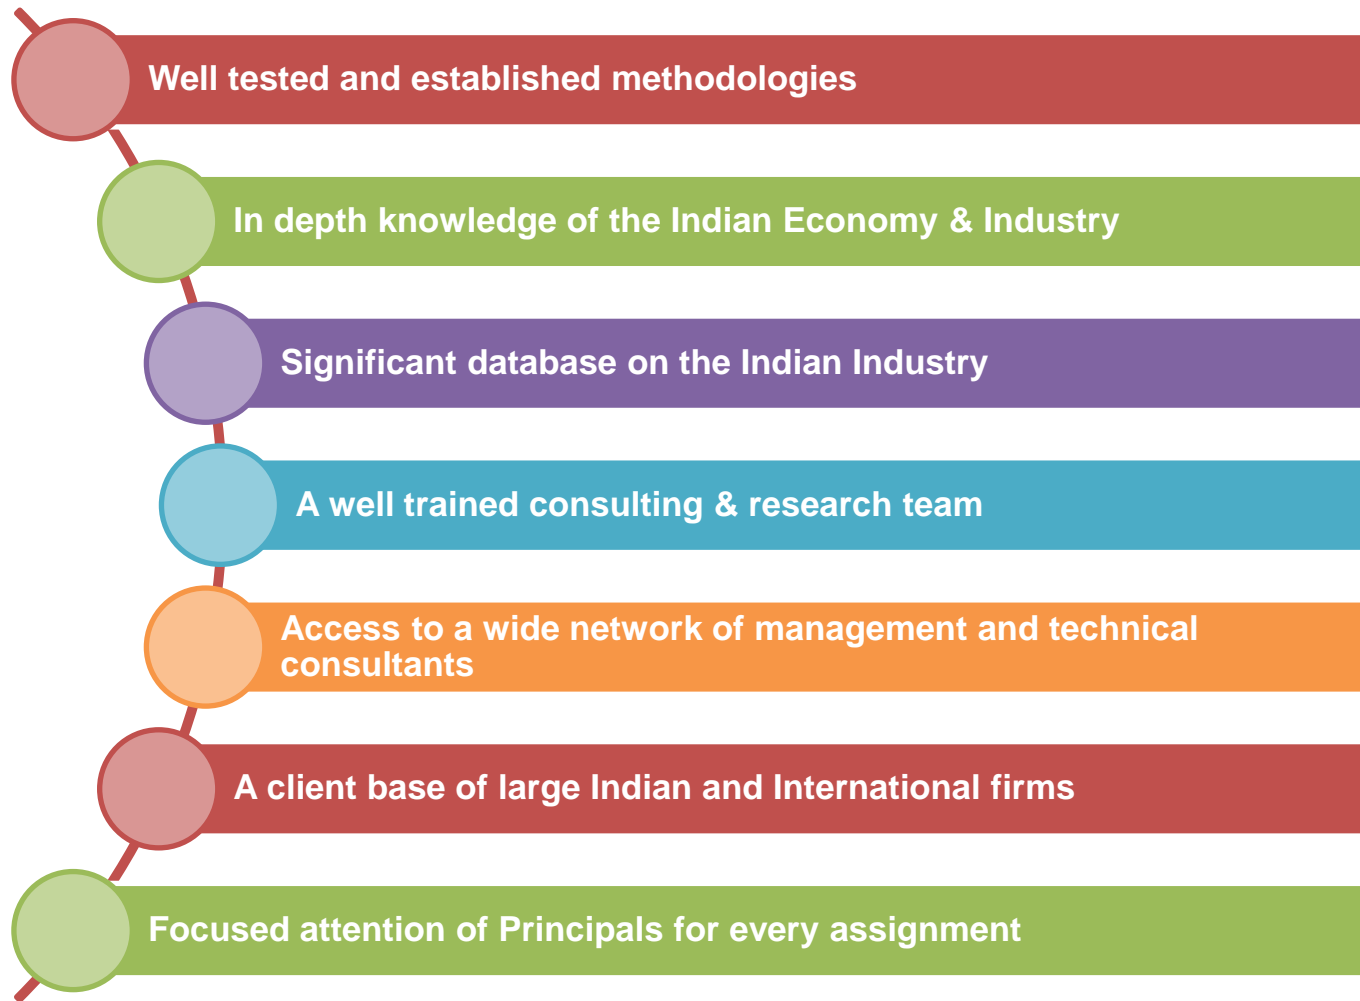 Well tested and established methodologies
In depth knowledge of the Indian Economy & Industry
Significant database on the Indian Industry
A well trained consulting & research team
Access to a wide network of management and technical
consultants
A client base of large Indian and International firms
Focused attention of Principals for every assignment